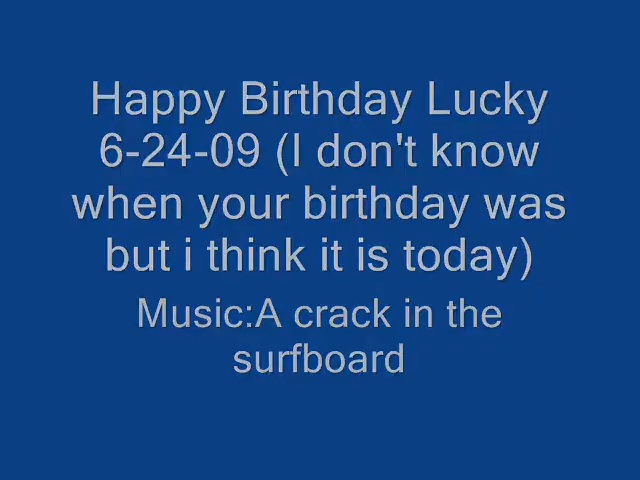 Happy Birthday Lucky
6-24-09 (I don't know
when your birthday was
but i think it is today)
Music:A crack in the
surfboard